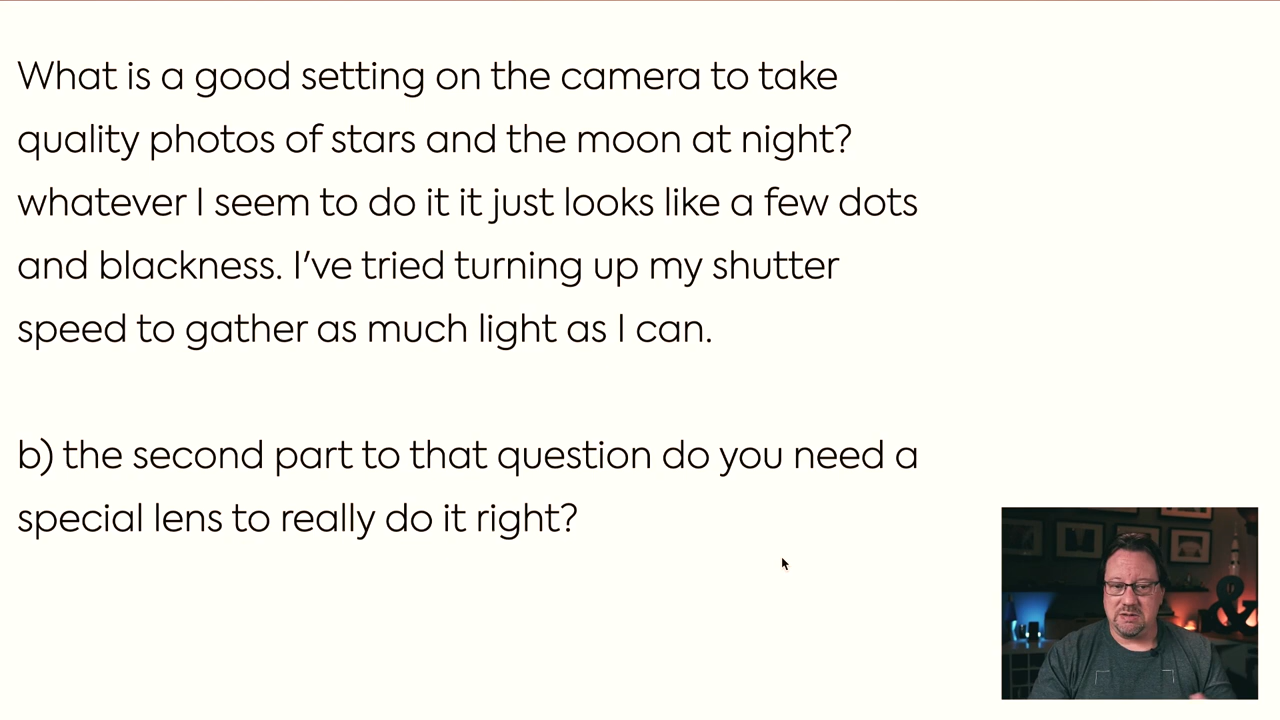 What is a good setting on the camera to take
quality photos of stars and the moon at night?
whatever I seem to do it it just looks like a few dots
and blackness. I've tried turning up my shutter
speed to gather as much light as I can.
b) the second part to that question do you need a
special lens to really do it right?
&